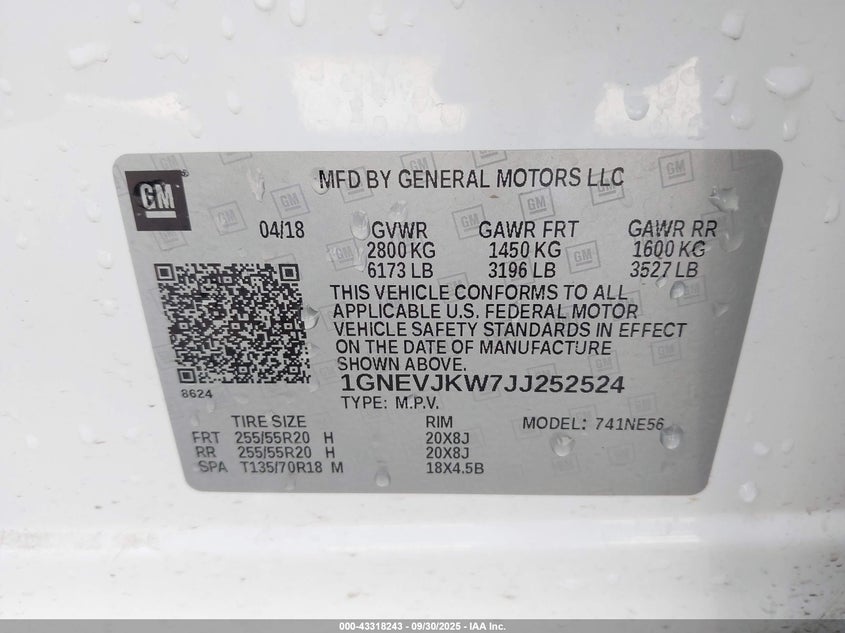 GM
MFD BY GENERAL MOTORS LLC
04/18 GVWR GAWR FRT GAWR RR
2800 KG 1450 KG 1600 KG
6173 LB 3196 LB 3527 LB
THIS VEHICLE CONFORMS TO ALL
APPLICABLE U.S. FEDERAL MOTOR
VEHICLE SAFETY STANDARDS IN EFFECT
ON THE DATE OF MANUFACTURE
SHOWN ABOVE.
1GNEVJKW7JJ252524
TYPE: M.P.V.
8624
TIRE SIZE RIM MODEL: 741NE56
FRT 255/55R20 H 20X8J
RR 255/55R20 H 20X8J
SPA T135/70R18 M 18X4.5B
000-43318243 - 09/30/2025 - IAA Inc.